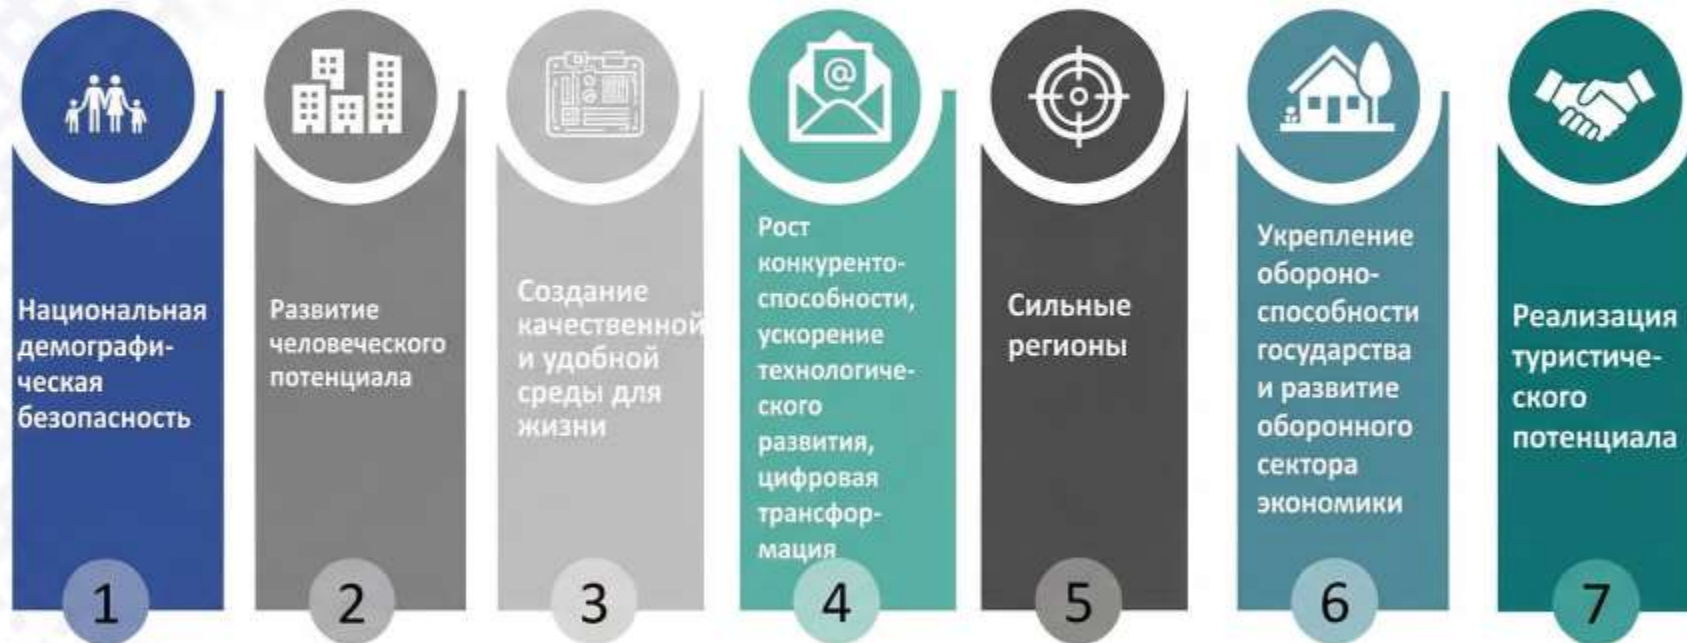 Национальная
демографи-
ческая
безопасность
1
Развитие
человеческого
потенциала
2
Создание
качественной
и удобной
среды для
жизни
3
@
Рост
конкуренто-
способности,
ускорение
технологиче-
ского
развития,
цифровая
трансфор-
мация
4
Сильные
регионы
5
Укрепление
обороно-
способности
государства
и развитие
оборонного
сектора
экономики
6
Реализация
туристиче-
ского
потенциала
7